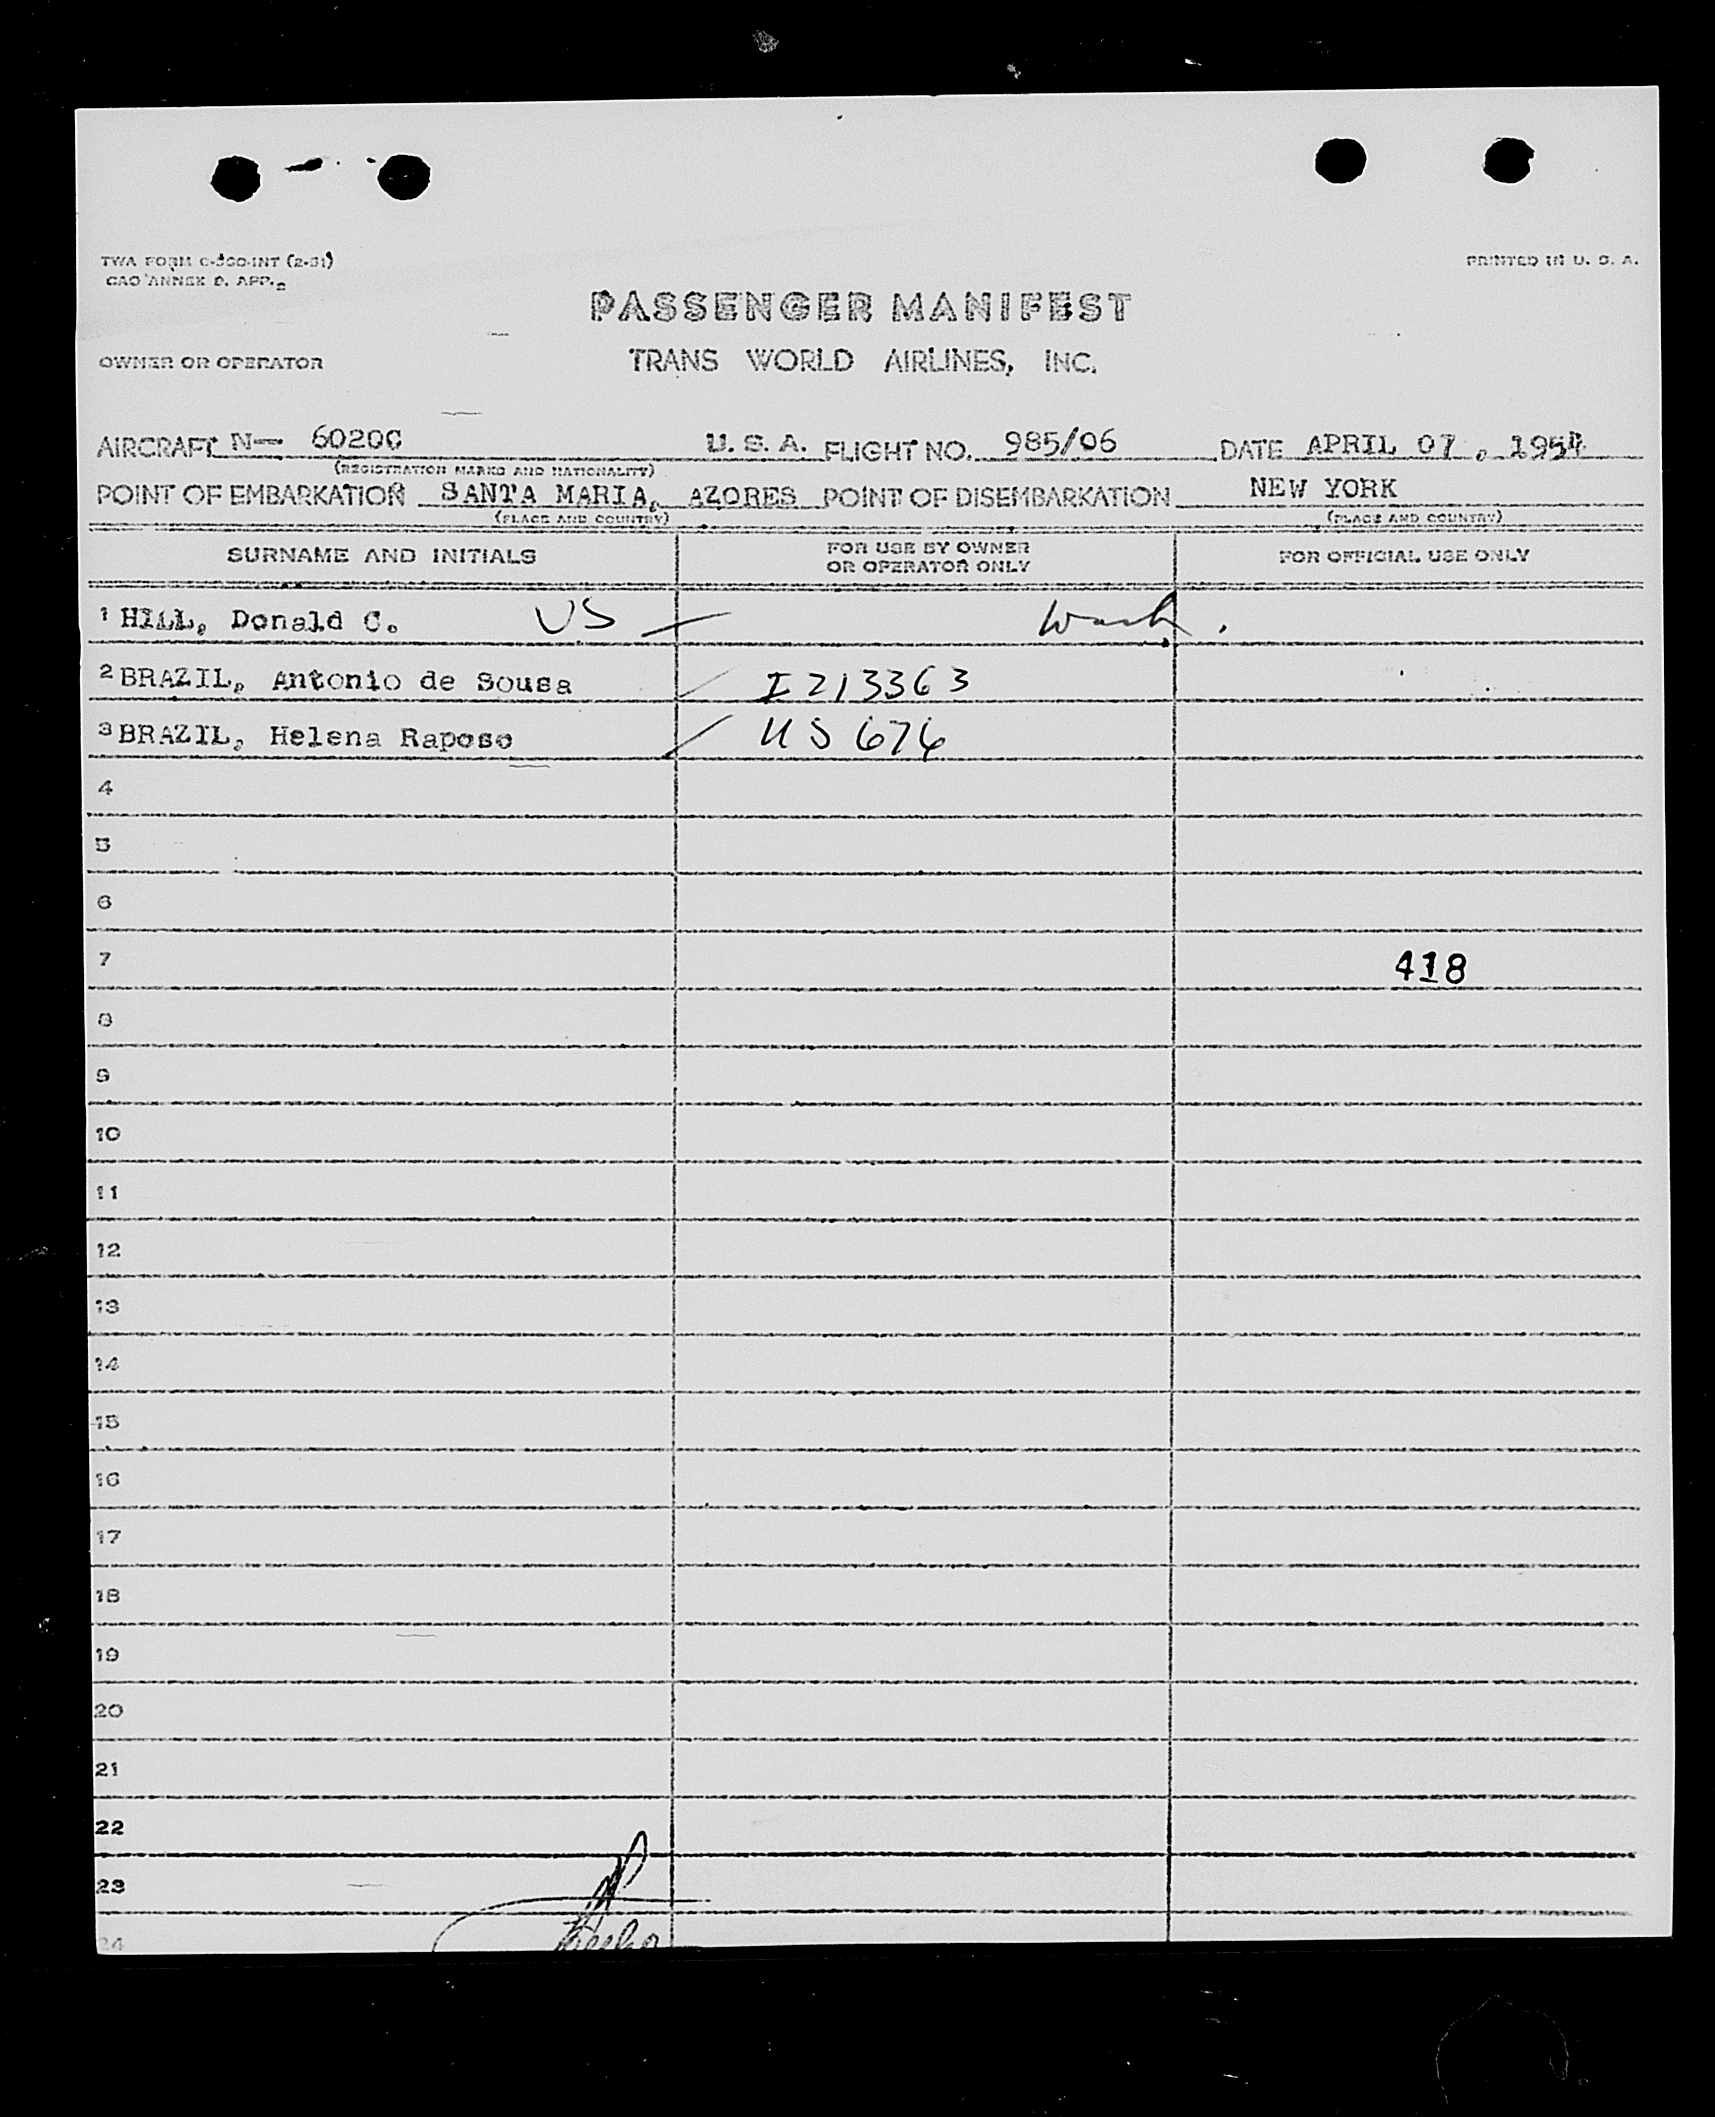 PRINTED IN U. S. A.
PASSENGER MANIFEST
OWNER OR OPERATOR TRANS WORLD AIRLINES, INC.
AIRCRAFT N— 6020C U. S. A. FLIGHT NO. 985/06 DATE APRIL 07, 1954
(REGISTRATION MARKS AND NATIONALITY)
POINT OF EMBARKATION SANTA MARIA, AZORES POINT OF DISEMBARKATION NEW YORK
(PLACE AND COUNTRY) (PLACE AND COUNTRY)
SURNAME AND INITIALS FOR USE BY OWNER OR OPERATOR ONLY FOR OFFICIAL USE ONLY
1 HILL, Donald C. US — Wash.
2 BRAZIL, Antonio de Sousa I 213363
3 BRAZIL, Helena Raposo US 676
4
5
6
7 418
8
9
10
11
12
13
14
15
16
17
18
19
20
21
22
23
24